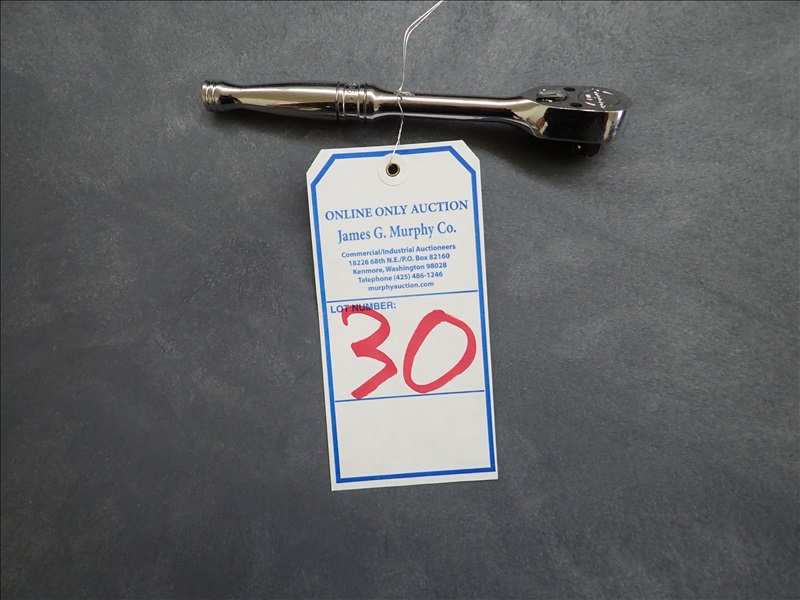 ONLINE ONLY AUCTION
James G. Murphy Co.
Commercial/Industrial Auctioneers
18226 68th N.E./P.O. Box 82160
Kenmore, Washington 98028
Telephone (425) 486-1246
murphyauction.com
LOT NUMBER:
30